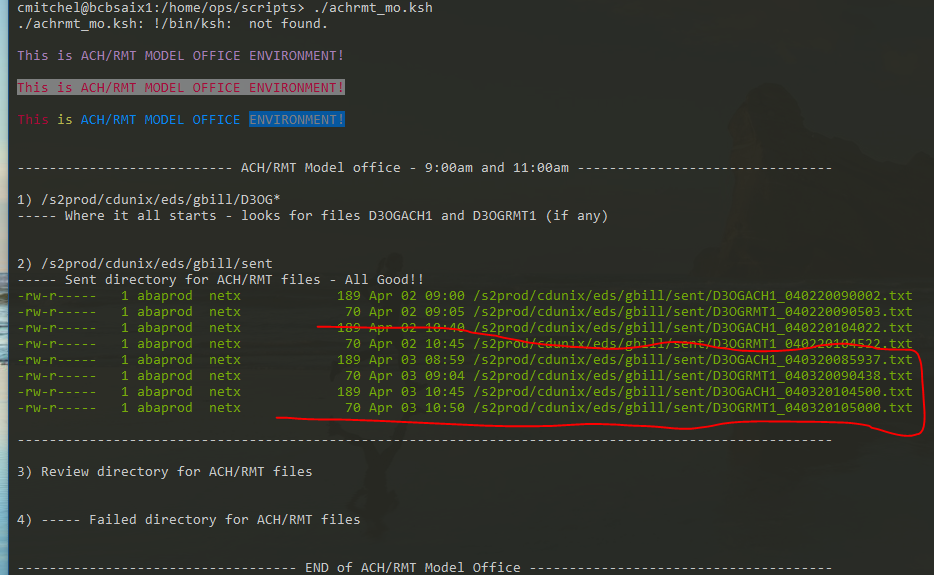 cmitchel@bcbsaix1:/home/ops/scripts> ./achrmt_mo.ksh
./achrmt_mo.ksh: !/bin/ksh:  not found.
This is ACH/RMT MODEL OFFICE ENVIRONMENT!
This is ACH/RMT MODEL OFFICE ENVIRONMENT!
This is ACH/RMT MODEL OFFICE ENVIRONMENT!
--------------------------- ACH/RMT Model office - 9:00am and 11:00am --------------------------------
1) /s2prod/cdunix/eds/gbill/D3OG*
----- Where it all starts - looks for files D3OGACH1 and D3OGRMT1 (if any)
2) /s2prod/cdunix/eds/gbill/sent
----- Sent directory for ACH/RMT files - All Good!!
-rw-r-----   1 abaprod  netx            189 Apr 02 09:00 /s2prod/cdunix/eds/gbill/sent/D3OGACH1_040220090002.txt
-rw-r-----   1 abaprod  netx             70 Apr 02 09:05 /s2prod/cdunix/eds/gbill/sent/D3OGRMT1_040220090503.txt
-rw-r-----   1 abaprod  netx            189 Apr 02 10:40 /s2prod/cdunix/eds/gbill/sent/D3OGACH1_040220104022.txt
-rw-r-----   1 abaprod  netx             70 Apr 02 10:45 /s2prod/cdunix/eds/gbill/sent/D3OGRMT1_040220104522.txt
-rw-r-----   1 abaprod  netx            189 Apr 03 08:59 /s2prod/cdunix/eds/gbill/sent/D3OGACH1_040320085937.txt
-rw-r-----   1 abaprod  netx             70 Apr 03 09:04 /s2prod/cdunix/eds/gbill/sent/D3OGRMT1_040320090438.txt
-rw-r-----   1 abaprod  netx            189 Apr 03 10:45 /s2prod/cdunix/eds/gbill/sent/D3OGACH1_040320104500.txt
-rw-r-----   1 abaprod  netx             70 Apr 03 10:50 /s2prod/cdunix/eds/gbill/sent/D3OGRMT1_040320105000.txt
------------------------------------------------------------------------------------------------------
3) Review directory for ACH/RMT files
4) ----- Failed directory for ACH/RMT files
----------------------------------- END of ACH/RMT Model Office --------------------------------------